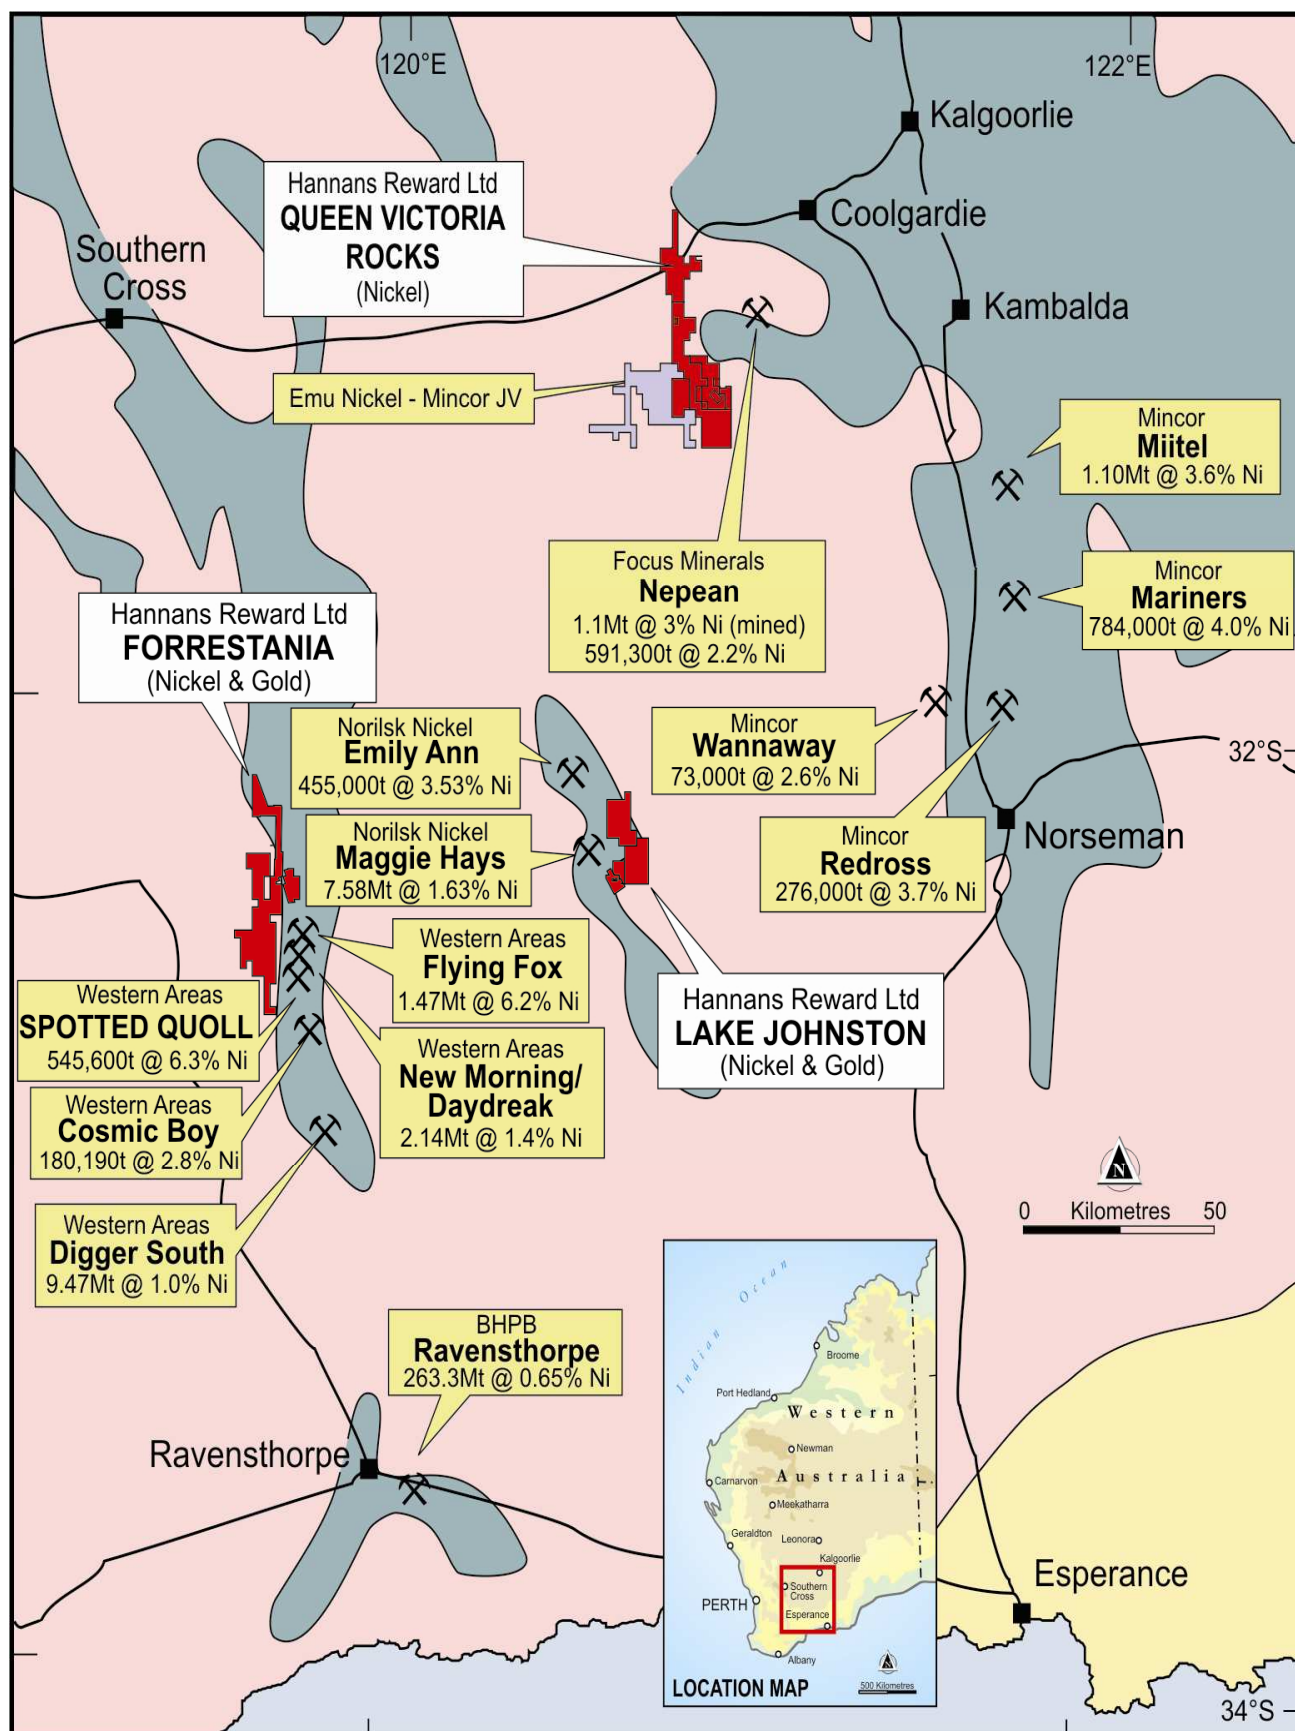 120°E
122°E
Kalgoorlie
Hannans Reward Ltd
QUEEN VICTORIA
ROCKS
(Nickel)
Coolgardie
Southern
Cross
Kambalda
Emu Nickel - Mincor JV
Mincor
Miitel
1.10Mt @ 3.6% Ni
Focus Minerals
Nepean
1.1Mt @ 3% Ni (mined)
591,300t @ 2.2% Ni
Mincor
Mariners
784,000t @ 4.0% Ni
Hannans Reward Ltd
FORRESTANIA
(Nickel & Gold)
Norilsk Nickel
Emily Ann
455,000t @ 3.53% Ni
Mincor
Wannaway
73,000t @ 2.6% Ni
32°S
Norilsk Nickel
Maggie Hays
7.58Mt @ 1.63% Ni
Mincor
Redross
276,000t @ 3.7% Ni
Norseman
Western Areas
Flying Fox
1.47Mt @ 6.2% Ni
Western Areas
SPOTTED QUOLL
545,600t @ 6.3% Ni
Hannans Reward Ltd
LAKE JOHNSTON
(Nickel & Gold)
Western Areas
New Morning/
Daydreak
2.14Mt @ 1.4% Ni
Western Areas
Cosmic Boy
180,190t @ 2.8% Ni
Western Areas
Digger South
9.47Mt @ 1.0% Ni
N
0 Kilometres 50
BHPB
Ravensthorpe
263.3Mt @ 0.65% Ni
Ravensthorpe
Indian Ocean
Broome
Port Hedland
Western
Newman
Australia
Carnarvon
Meekatharra
Geraldton
Leonora
Kalgoorlie
Southern
Cross
PERTH
Esperance
Albany
N
500 Kilometres
LOCATION MAP
Esperance
34°S